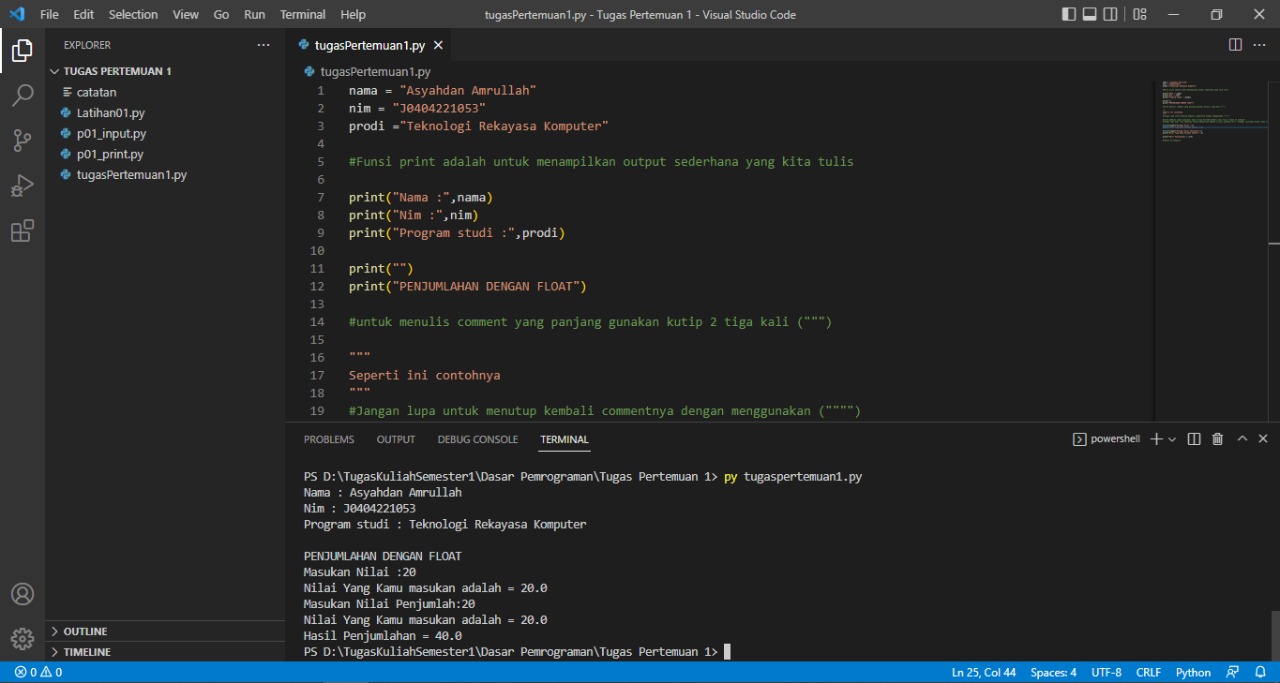 File Edit Selection View Go Run Terminal Help
tugasPertemuan1.py - Tugas Pertemuan 1 - Visual Studio Code
EXPLORER
TUGAS PERTEMUAN 1
catatan
Latihan01.py
p01_input.py
p01_print.py
tugasPertemuan1.py
OUTLINE
TIMELINE
tugasPertemuan1.py
tugasPertemuan1.py
1 nama = "Asyahdan Amrullah"
2 nim = "J0404221053"
3 prodi ="Teknologi Rekayasa Komputer"
4
5 #Funsi print adalah untuk menampilkan output sederhana yang kita tulis
6
7 print("Nama :",nama)
8 print("Nim :",nim)
9 print("Program studi :",prodi)
10
11 print("")
12 print("PENJUMLAHAN DENGAN FLOAT")
13
14 #untuk menulis comment yang panjang gunakan kutip 2 tiga kali (""")
15
16 """
17 Seperti ini contohnya
18 """
19 #Jangan lupa untuk menutup kembali commentnya dengan menggunakan ("""")
PROBLEMS OUTPUT DEBUG CONSOLE TERMINAL
powershell
PS D:\TugasKuliahSemester1\Dasar Pemrograman\Tugas Pertemuan 1> py tugaspertemuan1.py
Nama : Asyahdan Amrullah
Nim : J0404221053
Program studi : Teknologi Rekayasa Komputer
PENJUMLAHAN DENGAN FLOAT
Masukan Nilai :20
Nilai Yang Kamu masukan adalah = 20.0
Masukan Nilai Penjumlah:20
Nilai Yang Kamu masukan adalah = 20.0
Hasil Penjumlahan = 40.0
PS D:\TugasKuliahSemester1\Dasar Pemrograman\Tugas Pertemuan 1>
0 0
Ln 25, Col 44 Spaces: 4 UTF-8 CRLF Python